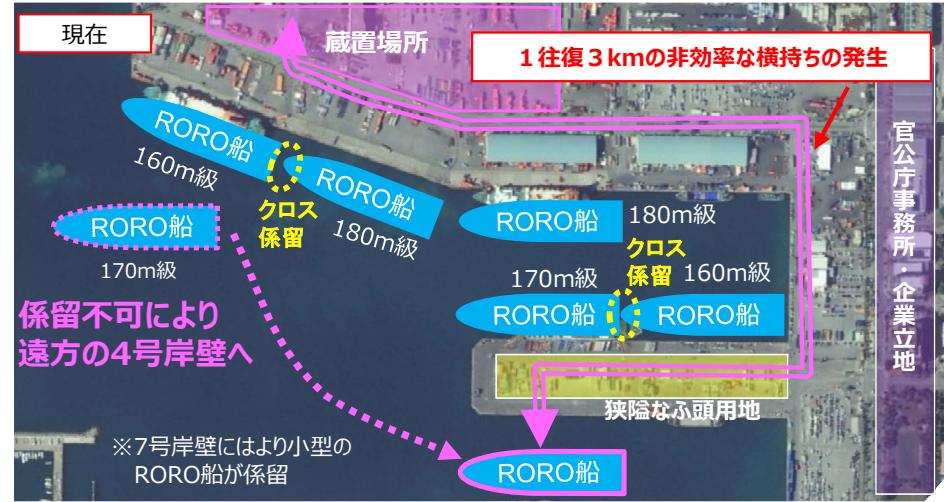 現在
蔵置場所
1往復3kmの非効率な横持ちの発生
官公庁事務所・企業立地
RORO船
160m級
クロス
係留
RORO船
180m級
RORO船
170m級
RORO船
180m級
クロス
係留
170m級
160m級
RORO船
RORO船
係留不可により
遠方の4号岸壁へ
狭隘なふ頭用地
※7号岸壁にはより小型の
RORO船が係留
RORO船